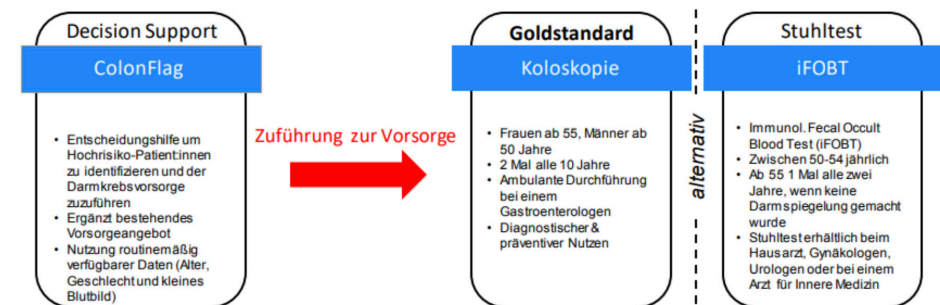 Decision Support
ColonFlag
• Entscheidungshilfe um
Hochrisiko-Patient:innen
zu identifizieren und der
Darmkrebsvorsorge
zuzuführen
• Ergänzt bestehendes
Vorsorgeangebot
• Nutzung routinemäßig
verfügbarer Daten (Alter,
Geschlecht und kleines
Blutbild)
Zuführung zur Vorsorge
Goldstandard
Koloskopie
• Frauen ab 55, Männer ab
50 Jahre
• 2 Mal alle 10 Jahre
• Ambulante Durchführung
bei einem
Gastroenterologen
• Diagnostischer &
präventiver Nutzen
alternativ
Stuhltest
iFOBT
• Immunol. Fecal Occult
Blood Test (iFOBT)
• Zwischen 50-54 jährlich
• Ab 55 1 Mal alle zwei
Jahre, wenn keine
Darmspiegelung gemacht
wurde
• Stuhltest erhältlich beim
Hausarzt, Gynäkologen,
Urologen oder bei einem
Arzt für Innere Medizin